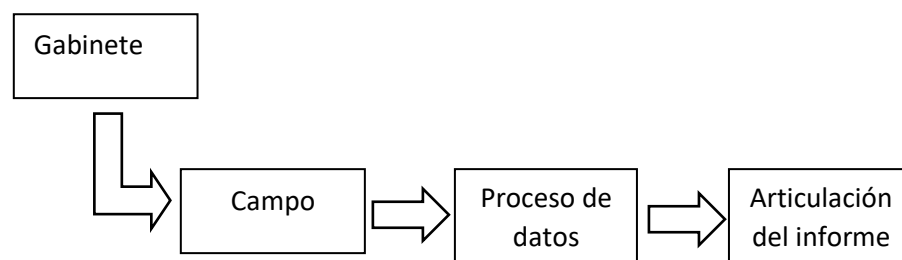 Gabinete
Campo
Proceso de
datos
Articulación
del informe